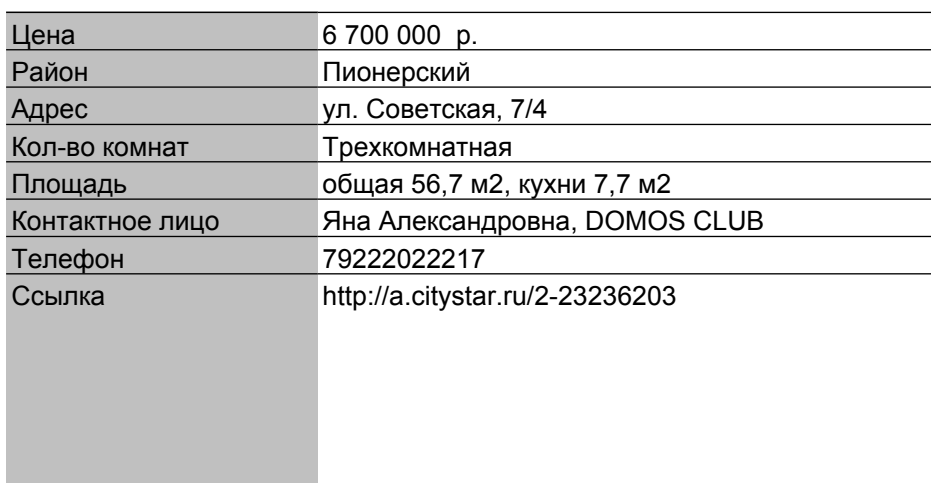 Цена 6 700 000 р.
Район Пионерский
Адрес ул. Советская, 7/4
Кол-во комнат Трехкомнатная
Площадь общая 56,7 м2, кухни 7,7 м2
Контактное лицо Яна Александровна, DOMOS CLUB
Телефон 79222022217
Ссылка http://a.citystar.ru/2-23236203